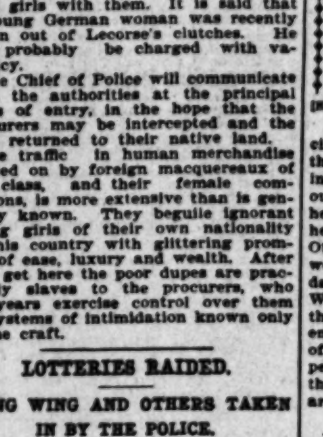 girls with them. It is said that
oung German woman was recently
n out of Lecorse's clutches. He
probably be charged with va-
cy.
e Chief of Police will communicate
the authorities at the principal
s of entry, in the hope that the
urers may be intercepted and the
returned to their native land.
e traffic in human merchandise
ed on by foreign macquereaux of
class, and their female com-
ons, is more extensive than is gen-
y known. They beguile ignorant
g girls of their own nationality
his country with glittering prom-
of ease, luxury and wealth. After
get here the poor dupes are prac-
ly slaves to the procurers, who
years exercise control over them
ystems of intimidation known only
he craft.
LOTTERIES RAIDED.
NG WING AND OTHERS TAKEN
IN BY THE POLICE.